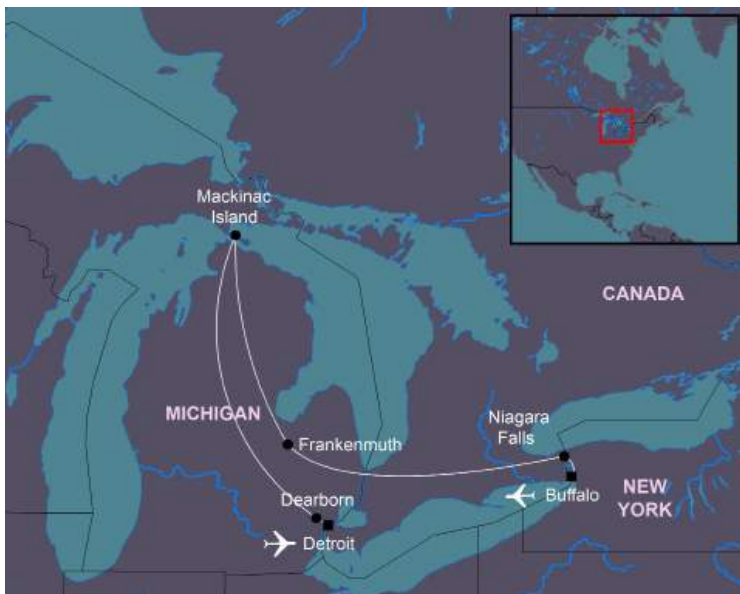 Mackinac
Island
CANADA
MICHIGAN
Niagara
Falls
Frankenmuth
Buffalo
NEW
YORK
Dearborn
Detroit